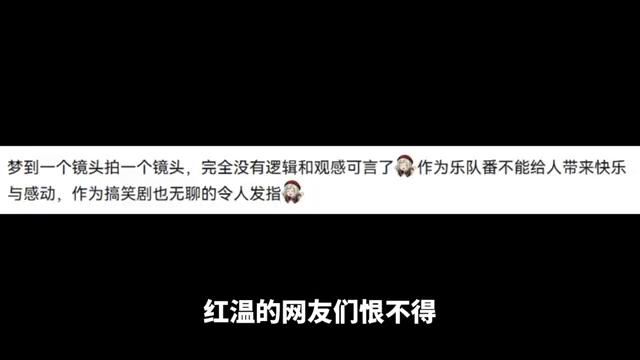 梦到一个镜头拍一个镜头，完全没有逻辑和观感可言了作为乐队番不能给人带来快乐
与感动，作为搞笑剧也无聊的令人发指
红温的网友们恨不得